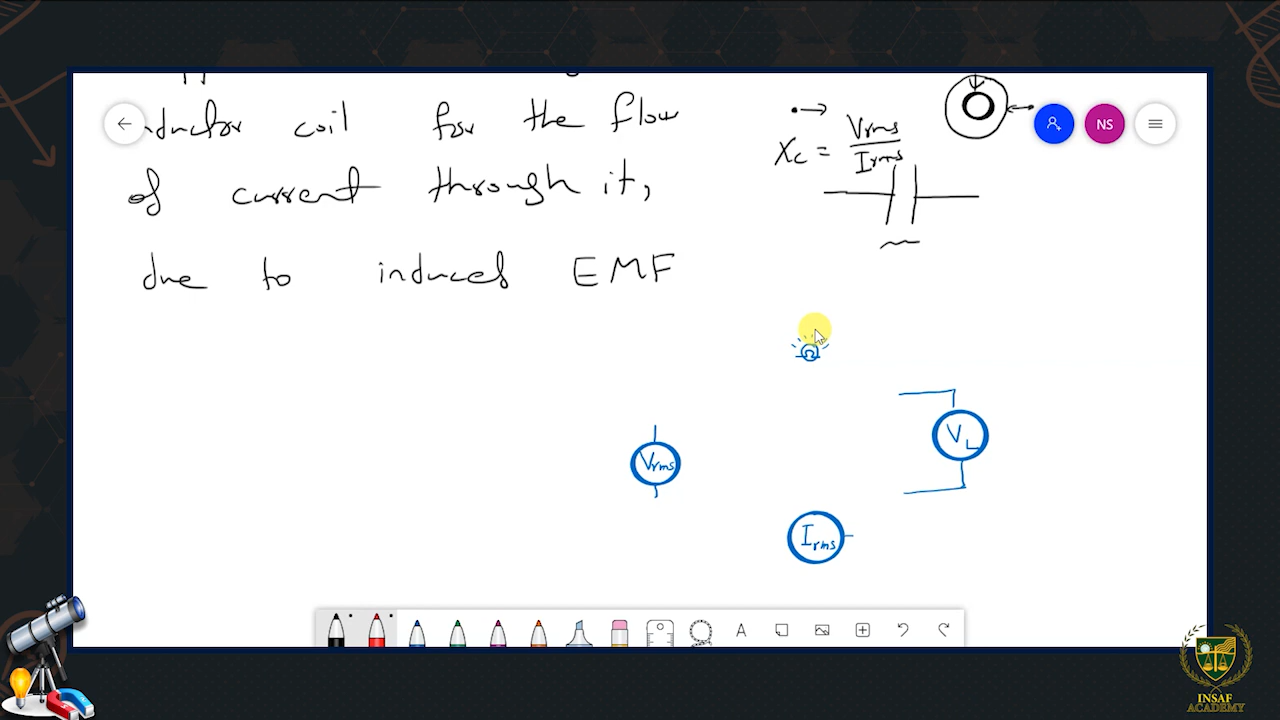 inductor coil for the flow
of current through it,
due to induced EMF
Xc = Vrms / Irms
NS
Vrms
VL
Irms
A
INSAF
ACADEMY